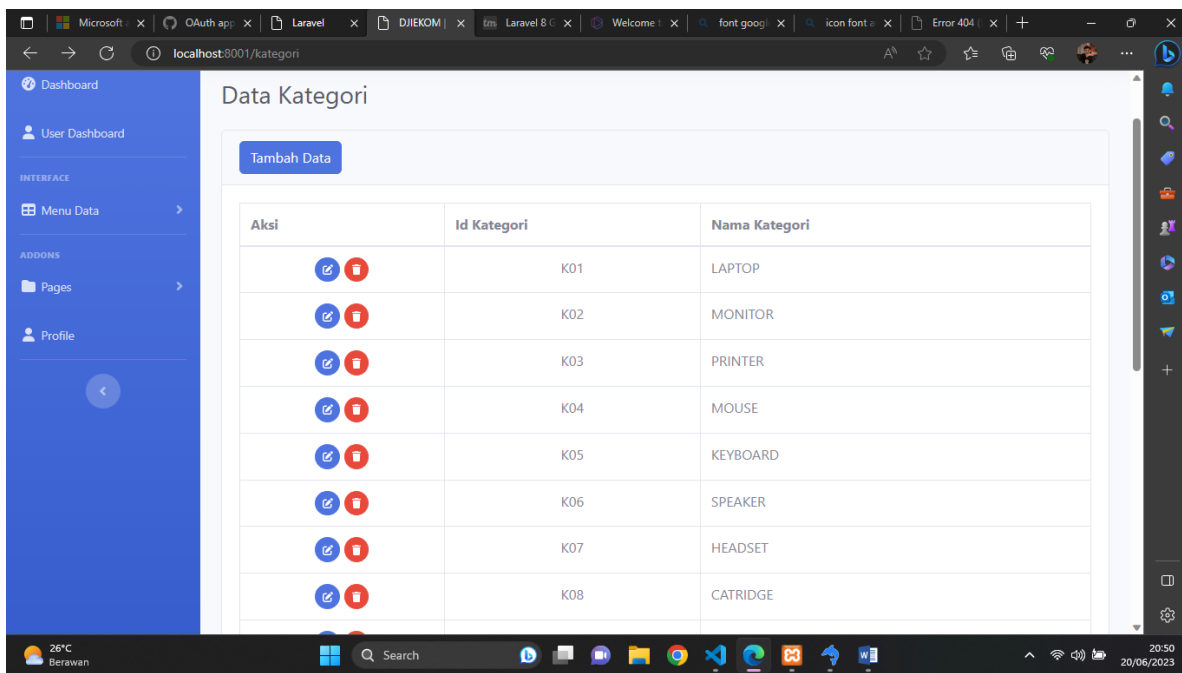 Microsoft
OAuth app
Laravel
DJIEKOM |
Laravel 8 G
Welcome t
font googl
icon font a
Error 404 (
localhost:8001/kategori
Dashboard
User Dashboard
INTERFACE
Menu Data
ADDONS
Pages
Profile
Data Kategori
Tambah Data
Aksi Id Kategori Nama Kategori
K01 LAPTOP
K02 MONITOR
K03 PRINTER
K04 MOUSE
K05 KEYBOARD
K06 SPEAKER
K07 HEADSET
K08 CATRIDGE
26°C
Berawan
Search
20:50
20/06/2023